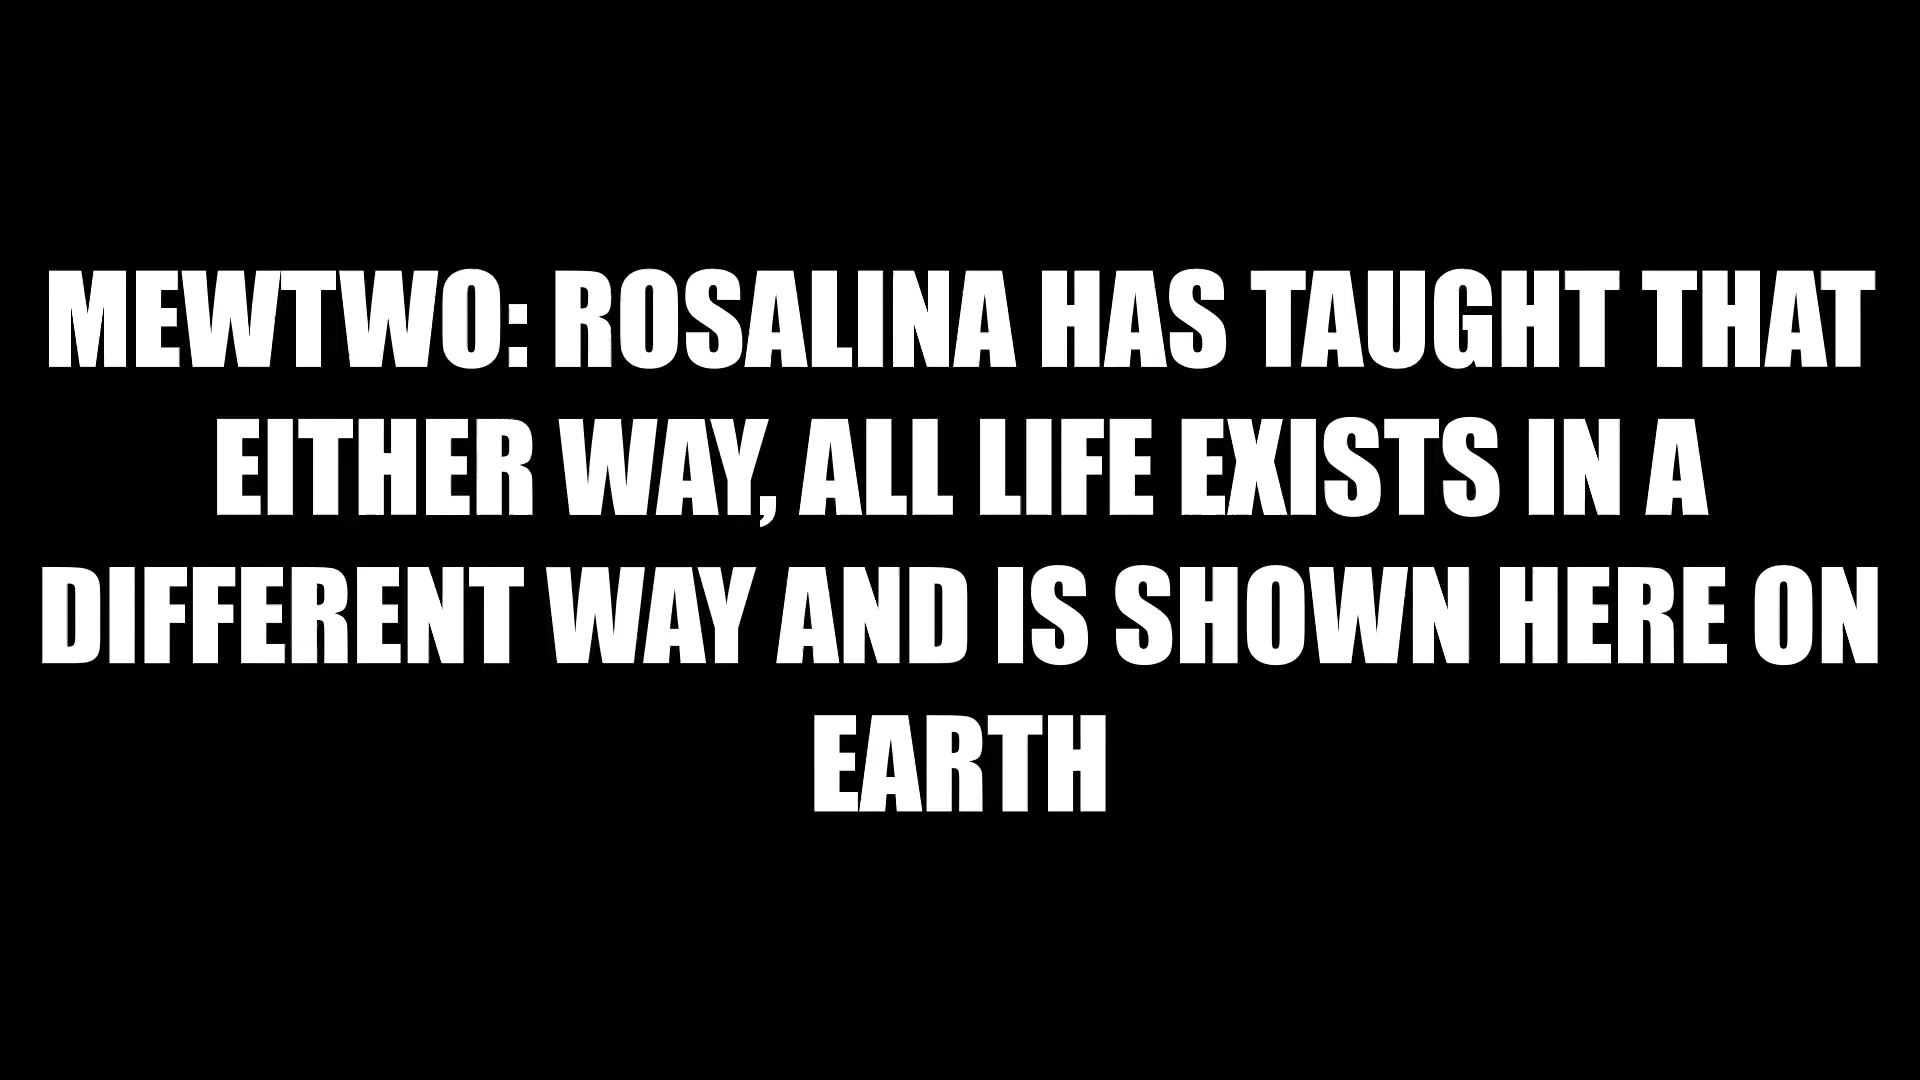 MEWTWO: ROSALINA HAS TAUGHT THAT
EITHER WAY, ALL LIFE EXISTS IN A
DIFFERENT WAY AND IS SHOWN HERE ON
EARTH